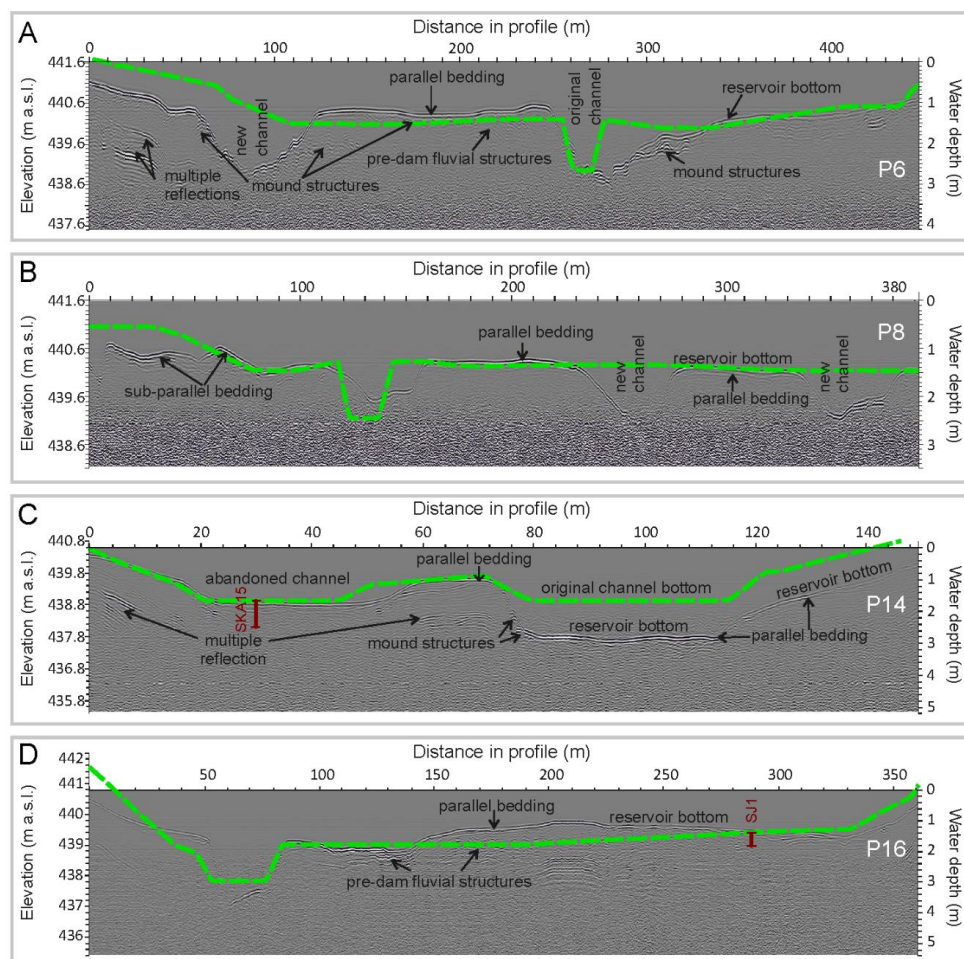 A
Distance in profile (m)
0 100 200 300 400
Elevation (m a.s.l.)
441.6
440.6
439.6
438.6
437.6
Water depth (m)
0
1
2
3
4
parallel bedding
original
channel
reservoir bottom
new
channel
pre-dam fluvial structures
multiple
reflections
mound structures
mound structures
P6
B
Distance in profile (m)
0 100 200 300 380
Elevation (m a.s.l.)
441.6
440.6
439.6
438.6
Water depth (m)
0
1
2
3
P8
parallel bedding
new
channel
reservoir bottom
new
channel
sub-parallel bedding
parallel bedding
C
Distance in profile (m)
0 20 40 60 80 100 120 140
Elevation (m a.s.l.)
440.8
439.8
438.8
437.8
436.8
435.8
Water depth (m)
0
1
2
3
4
5
parallel bedding
abandoned channel
original channel bottom
reservoir bottom
SKA15
P14
multiple
reflection
mound structures
reservoir bottom
parallel bedding
D
Distance in profile (m)
50 100 150 200 250 300 350
Elevation (m a.s.l.)
442
441
440
439
438
437
436
Water depth (m)
0
1
2
3
4
5
parallel bedding
reservoir bottom
SJ1
P16
pre-dam fluvial structures